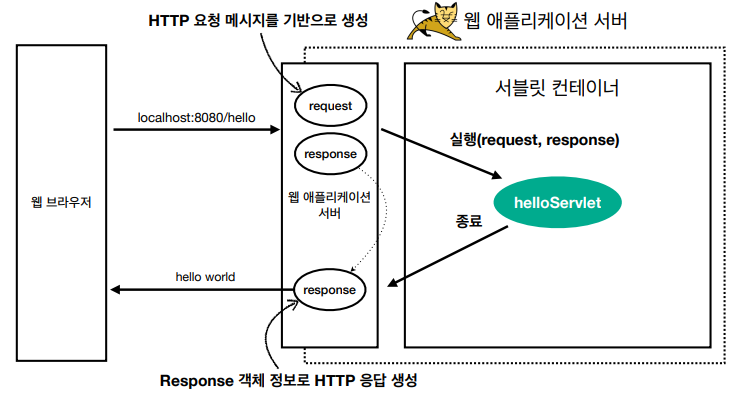 HTTP 요청 메시지를 기반으로 생성
웹 애플리케이션 서버
서블릿 컨테이너
request
localhost:8080/hello
실행(request, response)
response
웹 브라우저
웹 애플리케이션
서버
helloServlet
종료
hello world
response
Response 객체 정보로 HTTP 응답 생성